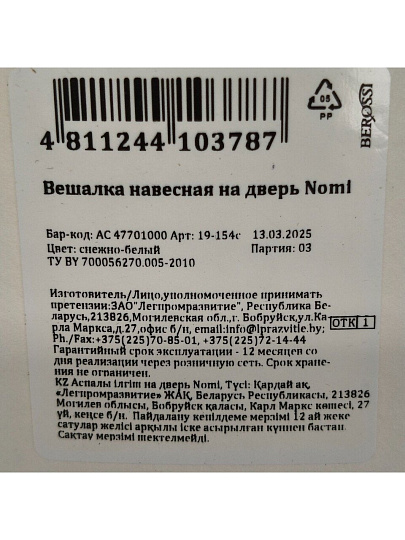 05
PP
BEROSSI
4 811244 103787
Вешалка навесная на дверь Nomi
Бар-код: АС 47701000 Арт: 19-154с 13.03.2025
Цвет: снежно-белый Партия: 03
ТУ BY 700056270.005-2010
Изготовитель/Лицо,уполномоченное принимать
претензии:ЗАО"Легпромразвитие", Республика Бе-
ларусь,213826,Могилевская обл.,г. Бобруйск,ул.Ка-
рла Маркса,д.27,офис б/н, email:info@lprazvitie.by;
ОТК 1
Ph./Fax:+375(225)70-85-01, +375(225)72-14-44
Гарантийный срок эксплуатации - 12 месяцев со
дня реализации через розничную сеть. Срок хране-
ния не ограничен.
KZ Аспалы ілгім на дверь Nomi, Түсі: Қардай ақ
«Легпромразвитие» ЖАҚ, Беларусь Республикасы, 213826
Могилев облысы, Бобруйск қаласы, Карл Маркс көшесі, 27
үй, кеңсе б/н. Пайдалану кепілдеме мерзімі 12 ай жеке
сатулар желісі арқылы іске асырылған күннен бастап.
Сақтау мерзімі шектелмейді.